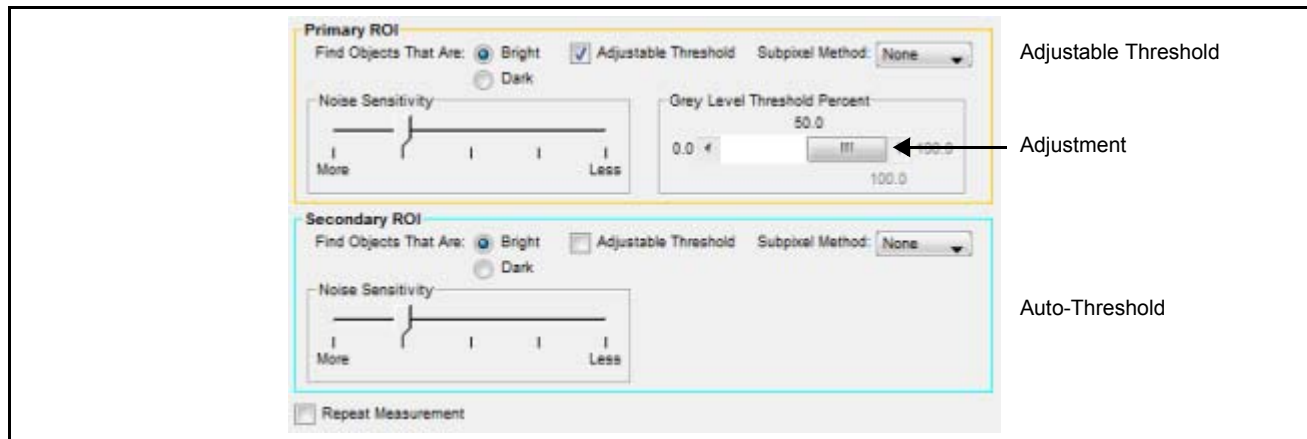 Primary ROI
Find Objects That Are: Bright Adjustable Threshold Subpixel Method: None Adjustable Threshold
Dark
Noise Sensitivity Grey Level Threshold Percent
50.0
0.0 100.0 Adjustment
More Less
100.0
Secondary ROI
Find Objects That Are: Bright Adjustable Threshold Subpixel Method: None
Dark
Noise Sensitivity
Auto-Threshold
More Less
Repeat Measurement